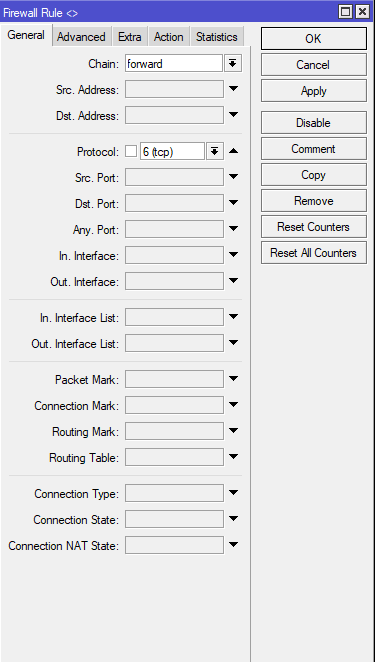 Firewall Rule <>
General Advanced Extra Action Statistics
OK
Chain: forward
Cancel
Src. Address:
Apply
Dst. Address:
Disable
Protocol: 6 (tcp)
Comment
Src. Port:
Copy
Dst. Port:
Remove
Any. Port:
Reset Counters
In. Interface:
Reset All Counters
Out. Interface:
In. Interface List:
Out. Interface List:
Packet Mark:
Connection Mark:
Routing Mark:
Routing Table:
Connection Type:
Connection State:
Connection NAT State: